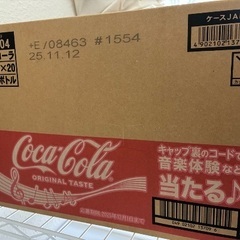 04
ーラ
×20
ボトル
+E/08463 #1554
25.11.12
ケースJA
4902102137
Coca-Cola
ORIGINAL TASTE
キャップ裏のコードで
音楽体験など
当たる♪